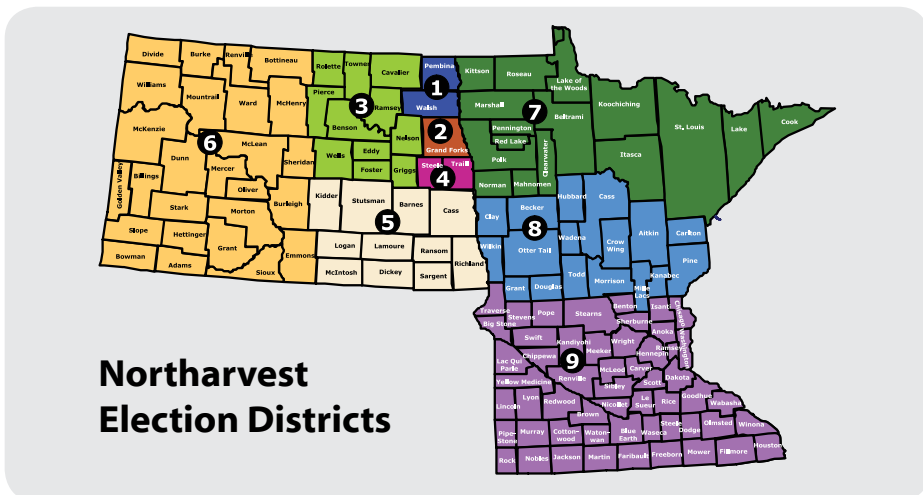 Divide
Burke
Renville
Bottineau
Williams
Mountrail
Ward
McHenry
McKenzie
6
McLean
Dunn
Mercer
Sheridan
Golden Valley
Billings
Oliver
Stark
Morton
Burleigh
Slope
Hettinger
Grant
Emmons
Bowman
Adams
Sioux
Rolette
Towner
Cavalier
Pierce
3
Ramsey
Benson
Nelson
Wells
Eddy
Foster
Griggs
Pembina
1
Walsh
2
Grand Forks
Steele
Traill
4
Kidder
Stutsman
Barnes
Cass
5
Logan
Lamoure
Ransom
Richland
McIntosh
Dickey
Sargent
Kittson
Roseau
Lake of
the Woods
Marshall
7
Beltrami
Koochiching
Pennington
Red Lake
Polk
Clearwater
Itasca
St. Louis
Lake
Cook
Norman
Mahnomen
Clay
Becker
Hubbard
Cass
8
Wilkin
Otter Tail
Wadena
Crow
Wing
Aitkin
Carlton
Pine
Grant
Douglas
Todd
Morrison
Mille
Lacs
Kanabec
Traverse
Big Stone
Stevens
Pope
Stearns
Benton
Isanti
Chisago
Washington
Sherburne
Anoka
Swift
Kandiyohi
Meeker
Wright
Hennepin
Ramsey
Lac Qui
Parle
Chippewa
9
Renville
McLeod
Carver
Scott
Dakota
Yellow Medicine
Sibley
Lincoln
Lyon
Redwood
Nicollet
Le
Sueur
Rice
Goodhue
Wabasha
Brown
Pipe-
Stone
Murray
Cotton-
wood
Waton-
wan
Blue
Earth
Waseca
Steele
Dodge
Olmsted
Winona
Rock
Nobles
Jackson
Martin
Faribault
Freeborn
Mower
Fillmore
Houston
Northarvest
Election Districts